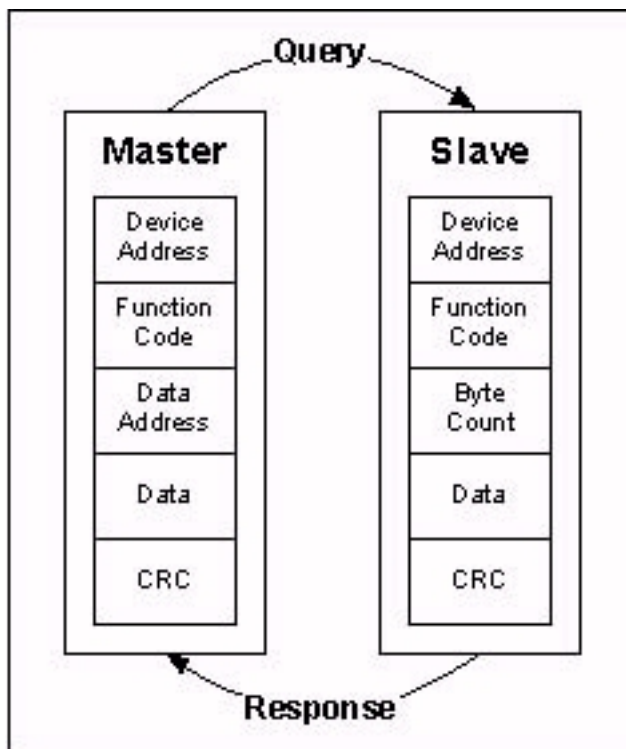 Query
Master
Device
Address
Function
Code
Data
Address
Data
CRC
Slave
Device
Address
Function
Code
Byte
Count
Data
CRC
Response